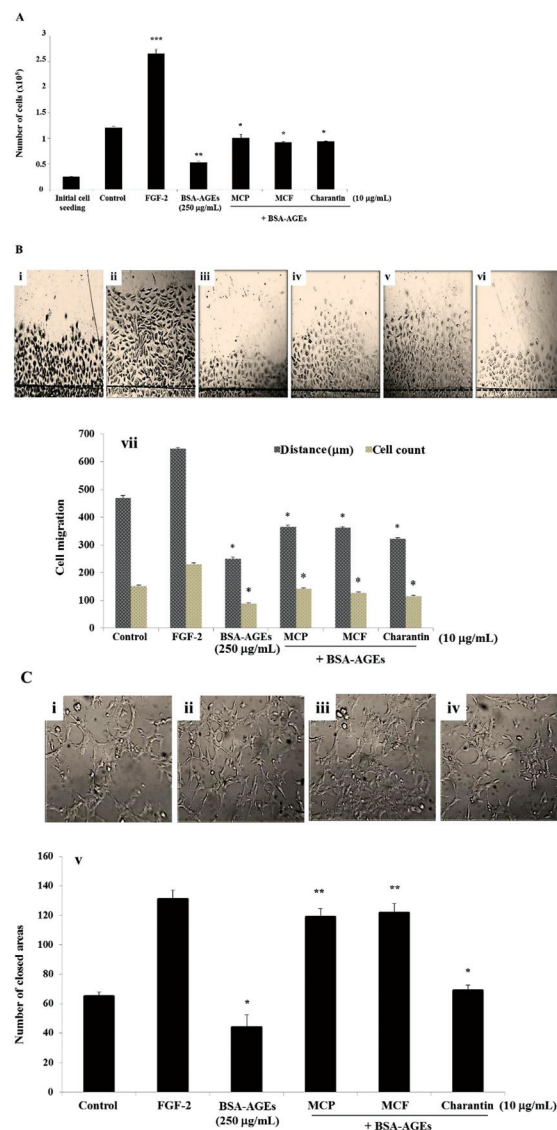 A
Number of cells (x10⁵)
3
2.5
2
1.5
1
0.5
0
***
**
*
*
*
Initial cell seeding
Control
FGF-2
BSA-AGEs (250 µg/mL)
MCP
MCF
Charantin
(10 µg/mL)
+ BSA-AGEs
B
i
ii
iii
iv
v
vi
vii
Distance(µm)
Cell count
Cell migration
700
600
500
400
300
200
100
0
*
*
*
*
*
*
*
*
Control
FGF-2
BSA-AGEs (250 µg/mL)
MCP
MCF
Charantin
(10 µg/mL)
+ BSA-AGEs
C
i
ii
iii
iv
v
Number of closed areas
160
140
120
100
80
60
40
20
0
*
**
**
*
Control
FGF-2
BSA-AGEs (250 µg/mL)
MCP
MCF
Charantin
(10 µg/mL)
+ BSA-AGEs